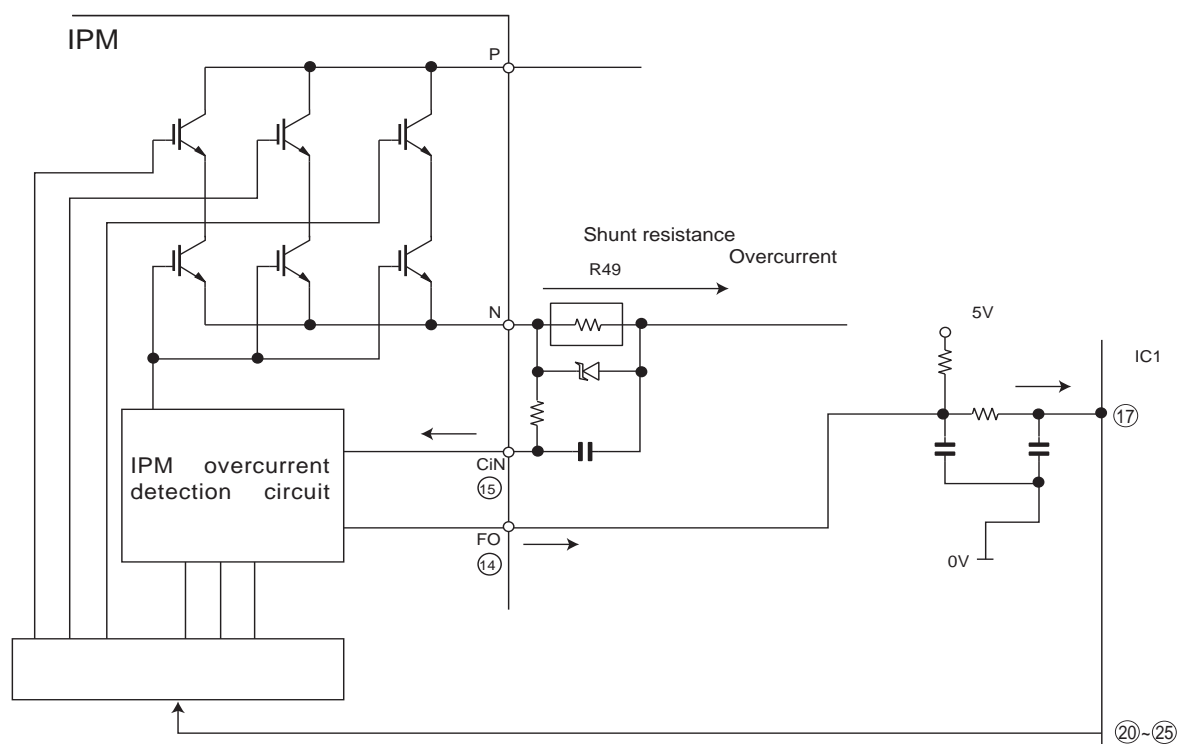 IPM
P
Shunt resistance
Overcurrent
R49
N
5V
IC1
⑰
IPM overcurrent
detection circuit
CiN
⑮
FO
⑭
0V
⑳~㉕